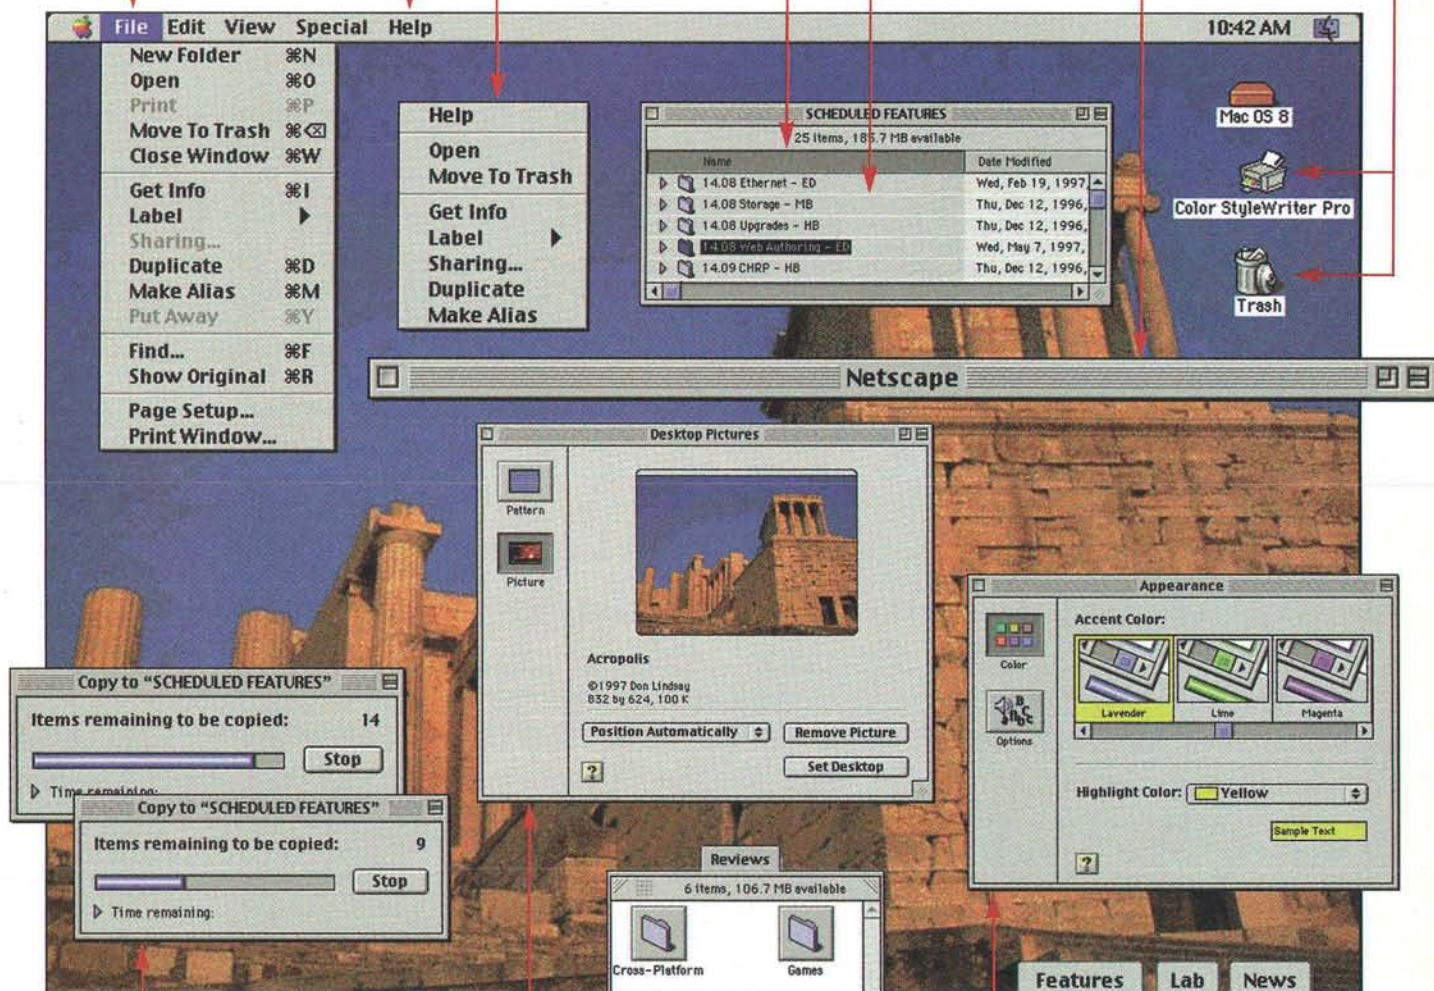 File Edit View Special Help
10:42 AM
New Folder ⌘N
Open ⌘O
Print ⌘P
Move To Trash ⌘⌫
Close Window ⌘W
Get Info ⌘I
Label ▶
Sharing...
Duplicate ⌘D
Make Alias ⌘M
Put Away ⌘Y
Find... ⌘F
Show Original ⌘R
Page Setup...
Print Window...
Help
Open
Move To Trash
Get Info
Label ▶
Sharing...
Duplicate
Make Alias
SCHEDULED FEATURES
25 items, 185.7 MB available
Name Date Modified
14.08 Ethernet - ED Wed, Feb 19, 1997,
14.08 Storage - MB Thu, Dec 12, 1996,
14.08 Upgrades - HB Thu, Dec 12, 1996,
14.08 Web Authoring - ED Wed, May 7, 1997,
14.09 CHRP - HB Thu, Dec 12, 1996,
Mac OS 8
Color StyleWriter Pro
Trash
Netscape
Desktop Pictures
Pattern
Picture
Acropolis
©1997 Don Lindsay
832 by 624, 100 K
Position Automatically
Remove Picture
Set Desktop
?
Appearance
Color
Options
Accent Color:
Lavender Lime Magenta
Highlight Color: Yellow
Sample Text
?
Copy to “SCHEDULED FEATURES”
Items remaining to be copied: 14
Stop
Time remaining:
Copy to “SCHEDULED FEATURES”
Items remaining to be copied: 9
Stop
Time remaining:
Reviews
6 items, 106.7 MB available
Cross-Platform Games
Features Lab News